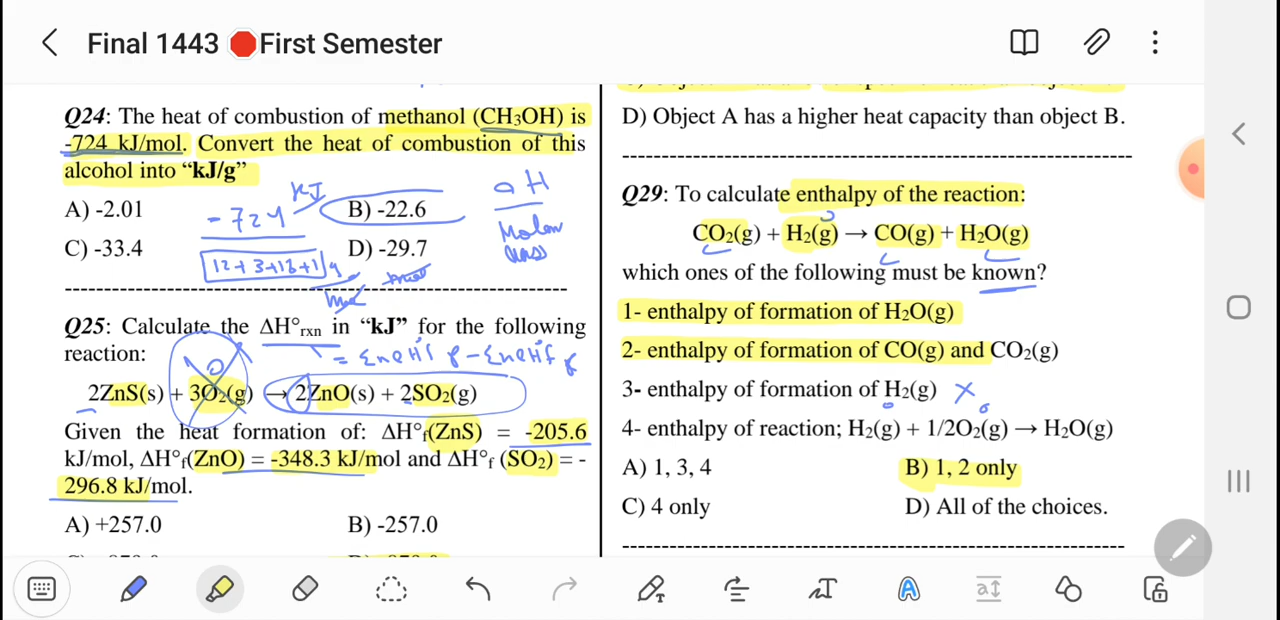 Final 1443 🛑First Semester
Q24: The heat of combustion of methanol (CH3OH) is
-724 kJ/mol. Convert the heat of combustion of this
alcohol into “kJ/g”
A) -2.01
B) -22.6
C) -33.4
D) -29.7
- 724 kJ
12+3+16+1 g
mol
ΔH
Molar
mass
Q25: Calculate the ΔH°rxn in “kJ” for the following
reaction:
= ΣnΔH°f P - ΣnΔH°f R
0
2ZnS(s) + 3O2(g) → 2ZnO(s) + 2SO2(g)
Given the heat formation of: ΔH°f(ZnS) = -205.6
kJ/mol, ΔH°f(ZnO) = -348.3 kJ/mol and ΔH°f (SO2) = -
296.8 kJ/mol.
A) +257.0
B) -257.0
D) Object A has a higher heat capacity than object B.
Q29: To calculate enthalpy of the reaction:
CO2(g) + H2(g) → CO(g) + H2O(g)
which ones of the following must be known?
1- enthalpy of formation of H2O(g)
2- enthalpy of formation of CO(g) and CO2(g)
3- enthalpy of formation of H2(g) ×
4- enthalpy of reaction; H2(g) + 1/2O2(g) → H2O(g)
A) 1, 3, 4
B) 1, 2 only
C) 4 only
D) All of the choices.